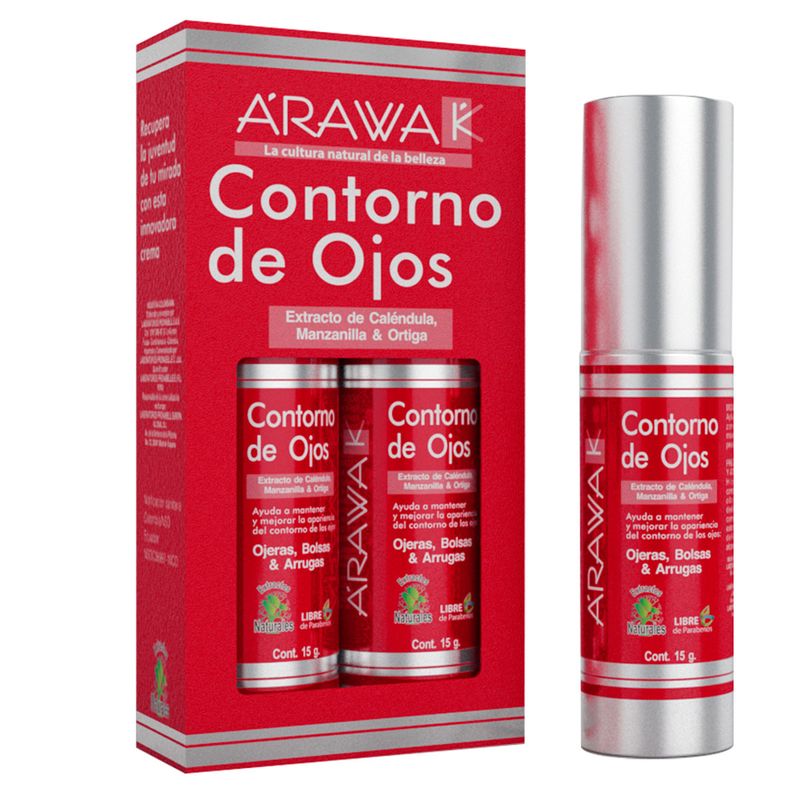 Recupera
la juventud
de tu mirada
con esta
innovadora
crema
ÁRAWAK
La cultura natural de la belleza
Contorno
de Ojos
Extracto de Caléndula,
Manzanilla & Ortiga
Contorno
de Ojos
Extracto de Caléndula,
Manzanilla & Ortiga
Ayuda a mantener
y mejorar la apariencia
del contorno de los ojos:
Ojeras, Bolsas
& Arrugas
Extractos
Naturales
LIBRE
de Parabenos
Cont. 15 g.
ÁRAWAK
Contorno
de Ojos
Extracto de Caléndula,
Manzanilla & Ortiga
Ayuda a mantener
y mejorar la apariencia
del contorno de los ojos:
Ojeras, Bolsas
& Arrugas
Extractos
Naturales
LIBRE
de Parabenos
Cont. 15 g.
ÁRAWAK
Contorno
de Ojos
Extracto de Caléndula,
Manzanilla & Ortiga
Ayuda a mantener
y mejorar la apariencia
del contorno de los ojos:
Ojeras, Bolsas
& Arrugas
Extractos
Naturales
LIBRE
de Parabenos
Cont. 15 g.